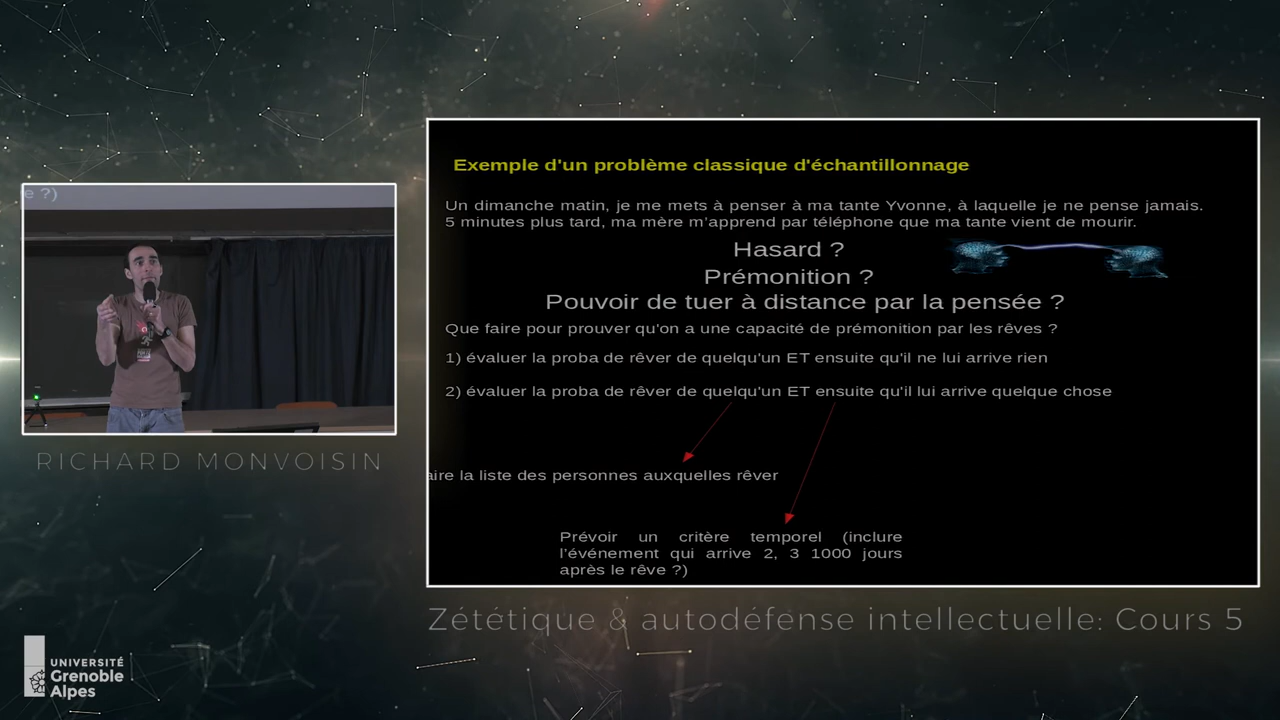 e ?)
RICHARD MONVOISIN
Exemple d'un problème classique d'échantillonnage
Un dimanche matin, je me mets à penser à ma tante Yvonne, à laquelle je ne pense jamais.
5 minutes plus tard, ma mère m'apprend par téléphone que ma tante vient de mourir.
Hasard ?
Prémonition ?
Pouvoir de tuer à distance par la pensée ?
Que faire pour prouver qu'on a une capacité de prémonition par les rêves ?
1) évaluer la proba de rêver de quelqu'un ET ensuite qu'il ne lui arrive rien
2) évaluer la proba de rêver de quelqu'un ET ensuite qu'il lui arrive quelque chose
aire la liste des personnes auxquelles rêver
Prévoir un critère temporel (inclure
l'événement qui arrive 2, 3 1000 jours
après le rêve ?)
Zététique & autodéfense intellectuelle: Cours 5
UNIVERSITÉ
Grenoble
Alpes